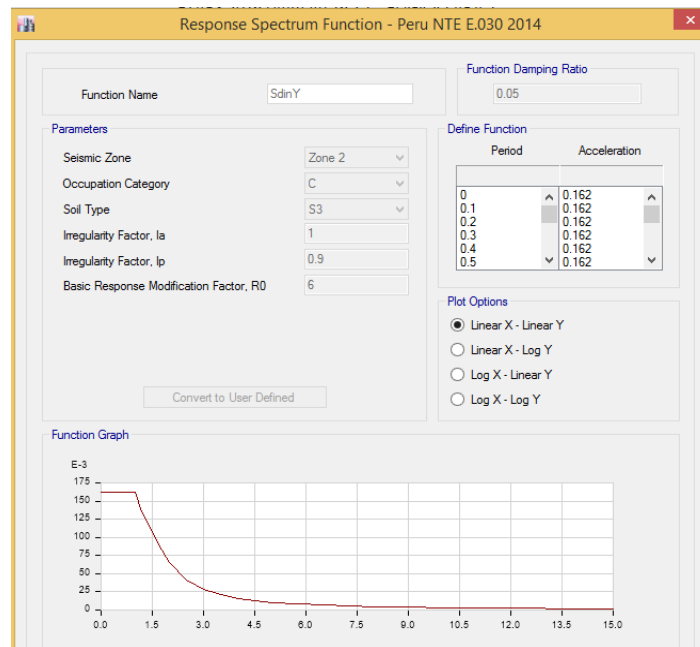 Response Spectrum Function - Peru NTE E.030 2014
Function Name
SdinY
Function Damping Ratio
0.05
Parameters
Seismic Zone
Zone 2
Occupation Category
C
Soil Type
S3
Irregularity Factor, Ia
1
Irregularity Factor, Ip
0.9
Basic Response Modification Factor, R0
6
Convert to User Defined
Define Function
Period Acceleration
0 0.162
0.1 0.162
0.2 0.162
0.3 0.162
0.4 0.162
0.5 0.162
Plot Options
Linear X - Linear Y
Linear X - Log Y
Log X - Linear Y
Log X - Log Y
Function Graph
E-3
175
150
125
100
75
50
25
0
0.0 1.5 3.0 4.5 6.0 7.5 9.0 10.5 12.0 13.5 15.0